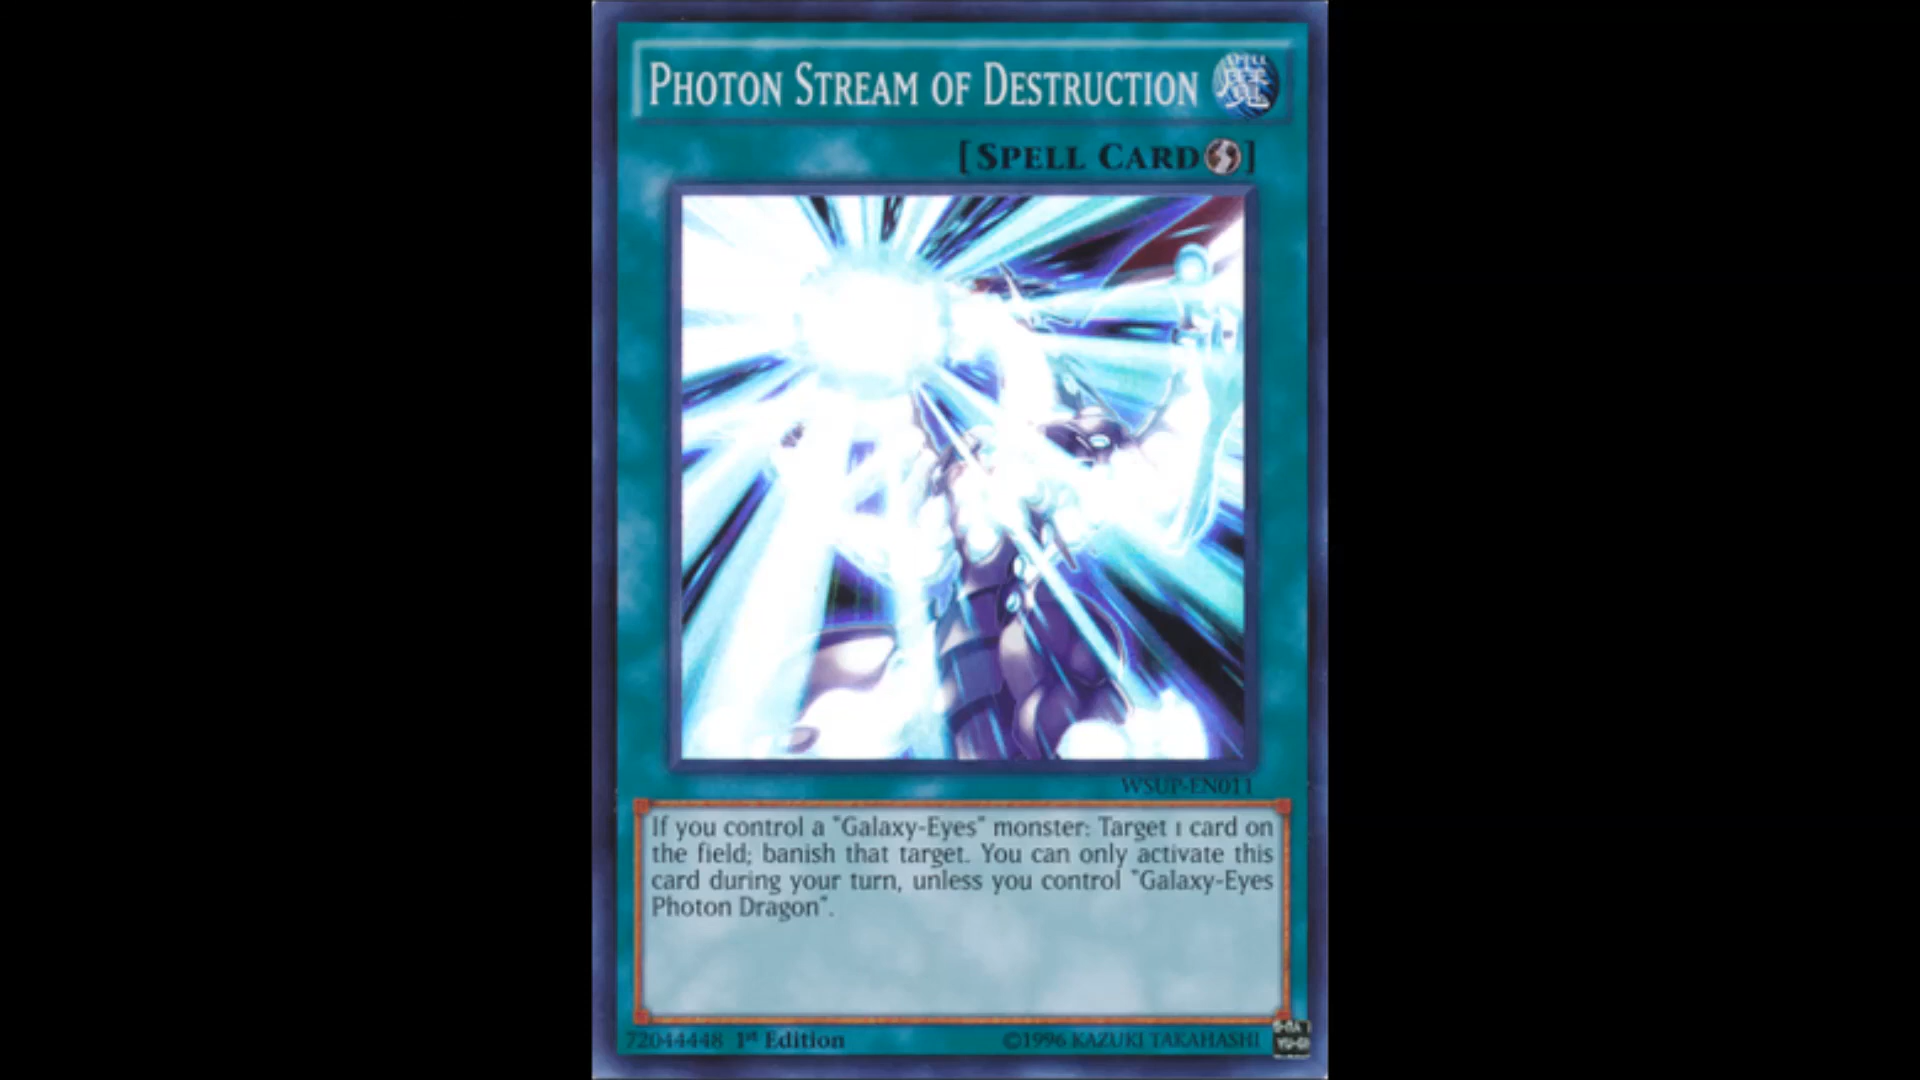 PHOTON STREAM OF DESTRUCTION
魔
[SPELL CARD]
WSUP-EN011
If you control a "Galaxy-Eyes" monster: Target 1 card on
the field; banish that target. You can only activate this
card during your turn, unless you control "Galaxy-Eyes
Photon Dragon".
72044448 1st Edition ©1996 KAZUKI TAKAHASHI